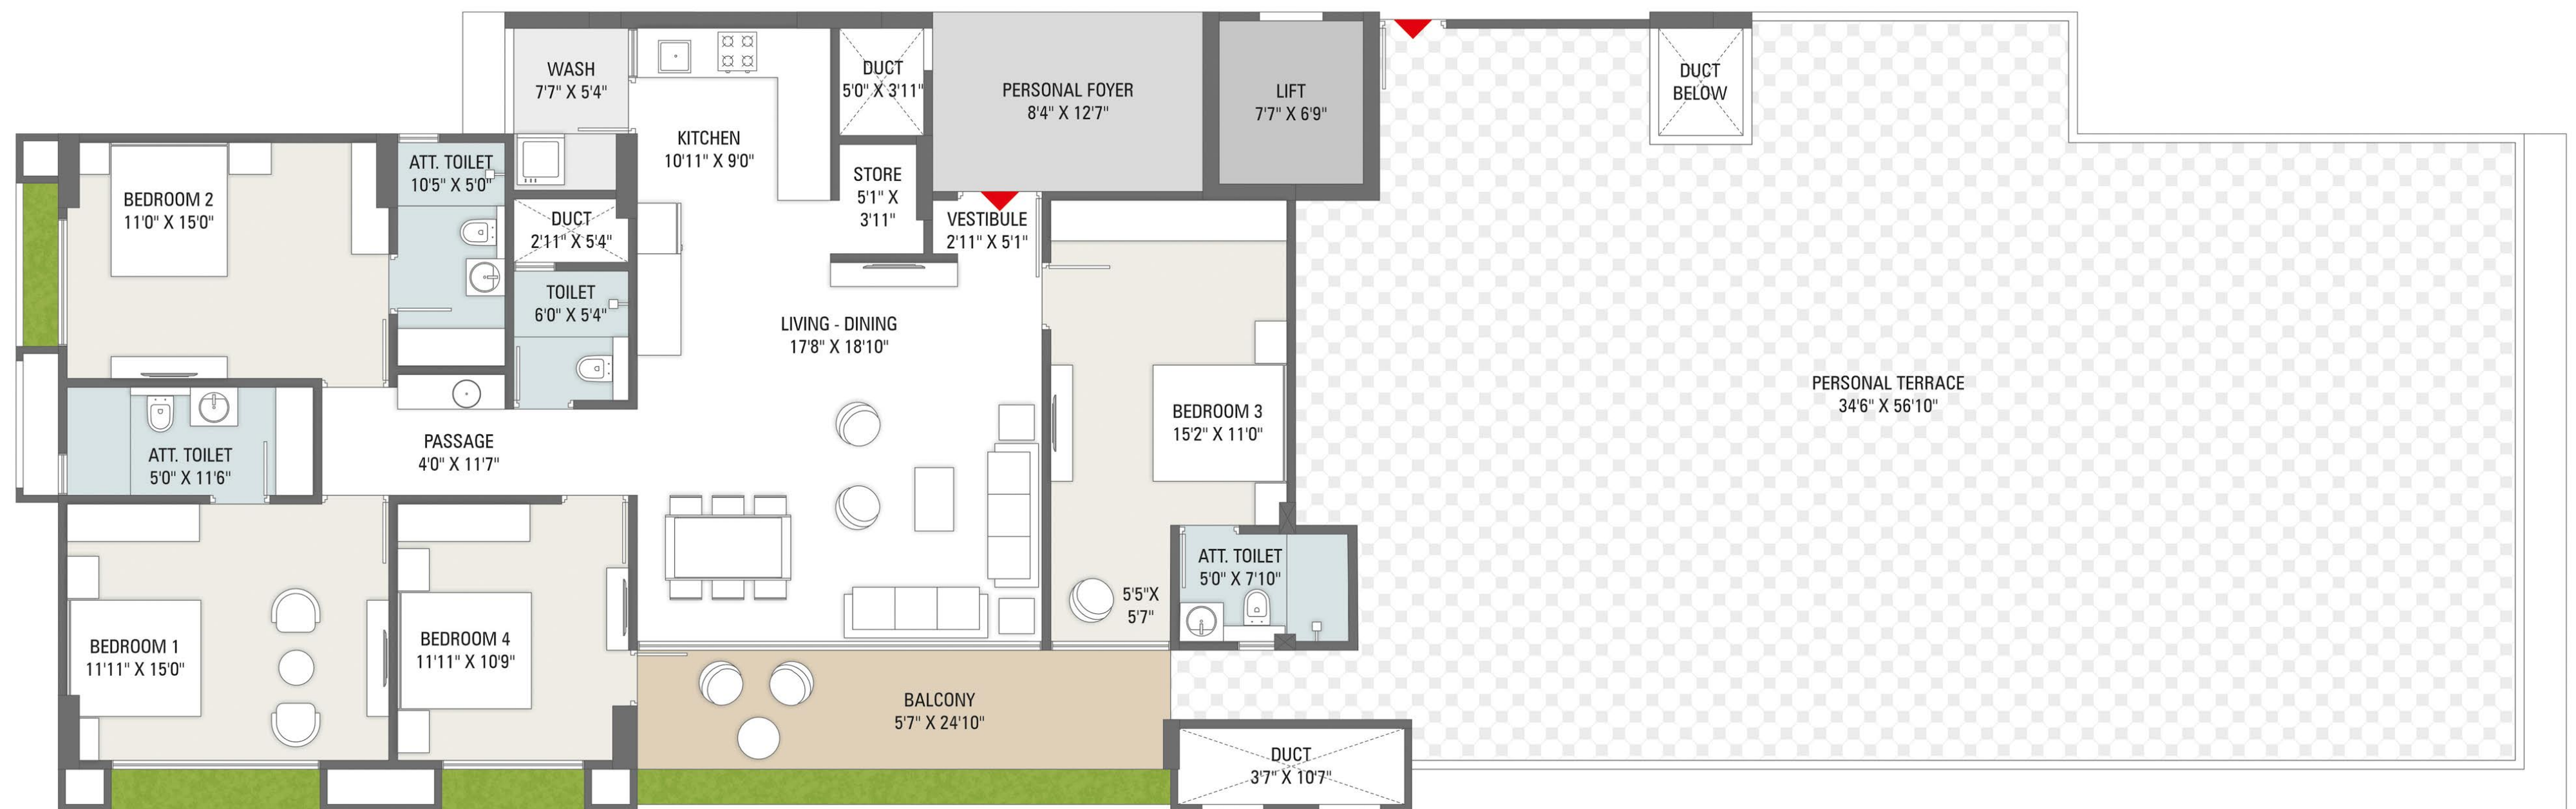 WASH
7'7" X 5'4"
DUCT
5'0" X 3'11"
PERSONAL FOYER
8'4" X 12'7"
LIFT
7'7" X 6'9"
DUCT
BELOW
KITCHEN
10'11" X 9'0"
ATT. TOILET
10'5" X 5'0"
BEDROOM 2
11'0" X 15'0"
STORE
5'1" X
3'11"
DUCT
2'11" X 5'4"
VESTIBULE
2'11" X 5'1"
TOILET
6'0" X 5'4"
LIVING - DINING
17'8" X 18'10"
PERSONAL TERRACE
34'6" X 56'10"
BEDROOM 3
15'2" X 11'0"
PASSAGE
4'0" X 11'7"
ATT. TOILET
5'0" X 11'6"
ATT. TOILET
5'0" X 7'10"
5'5"X
5'7"
BEDROOM 1
11'11" X 15'0"
BEDROOM 4
11'11" X 10'9"
BALCONY
5'7" X 24'10"
DUCT
3'7" X 10'7"